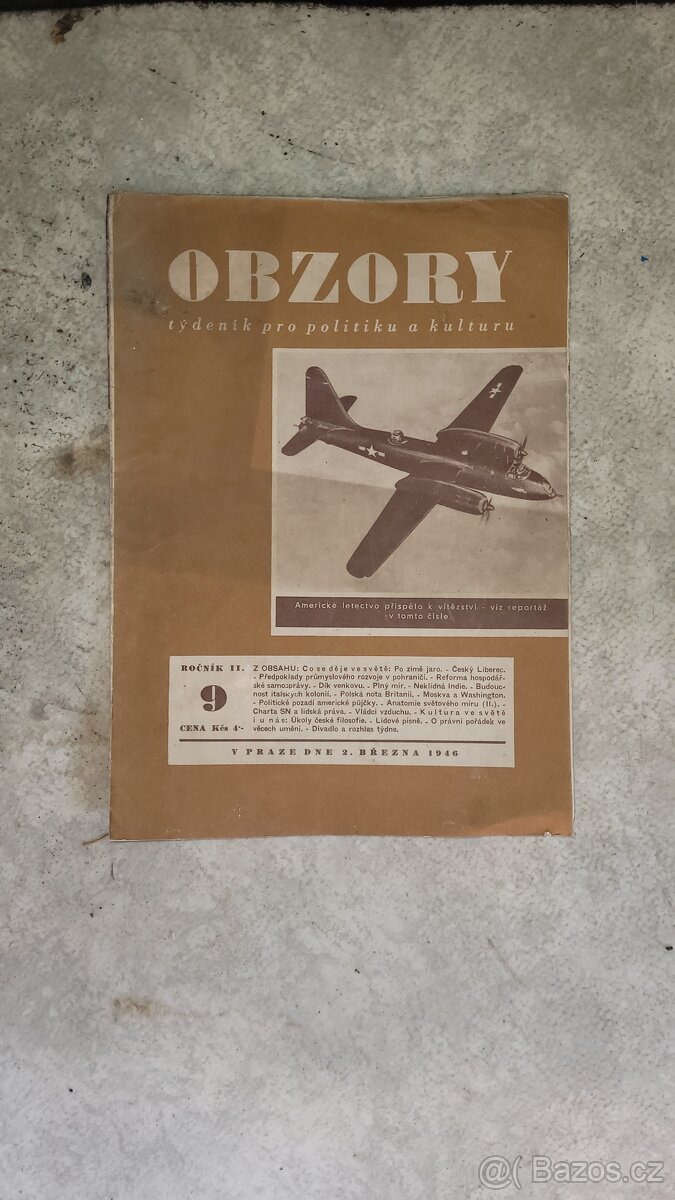 OBZORY
týdeník pro politiku a kulturu
Americké letectvo přispělo k vítězství - viz reportáž
v tomto čísle.
ROČNÍK II.
9
CENA Kčs 4·-
Z OBSAHU: Co se děje ve světě: Po zimě jaro. - Český Liberec.
- Předpoklady průmyslového rozvoje v pohraničí. - Reforma hospodář-
ské samosprávy. - Dík venkovu. - Plný mír. - Neklidná Indie. - Budouc-
nost italských kolonií. - Polská nota Britanii. - Moskva a Washington.
- Politické pozadí americké půjčky. - Anatomie světového míru (II.). -
Charta SN a lidská práva. - Vládci vzduchu. - Kultura ve světě
i u nás: Úkoly české filosofie. - Lidové písně. - O právní pořádek ve
věcech umění. - Divadlo a rozhlas týdne.
V PRAZE DNE 2. BŘEZNA 1946
@( Bazos.cz